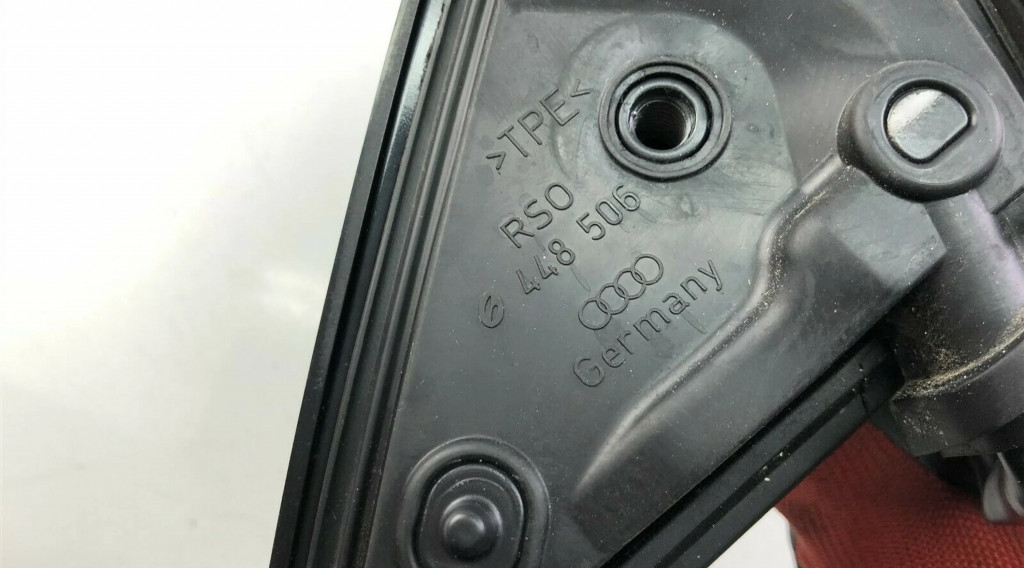 >TPE<
RSO
6 448 506
Germany